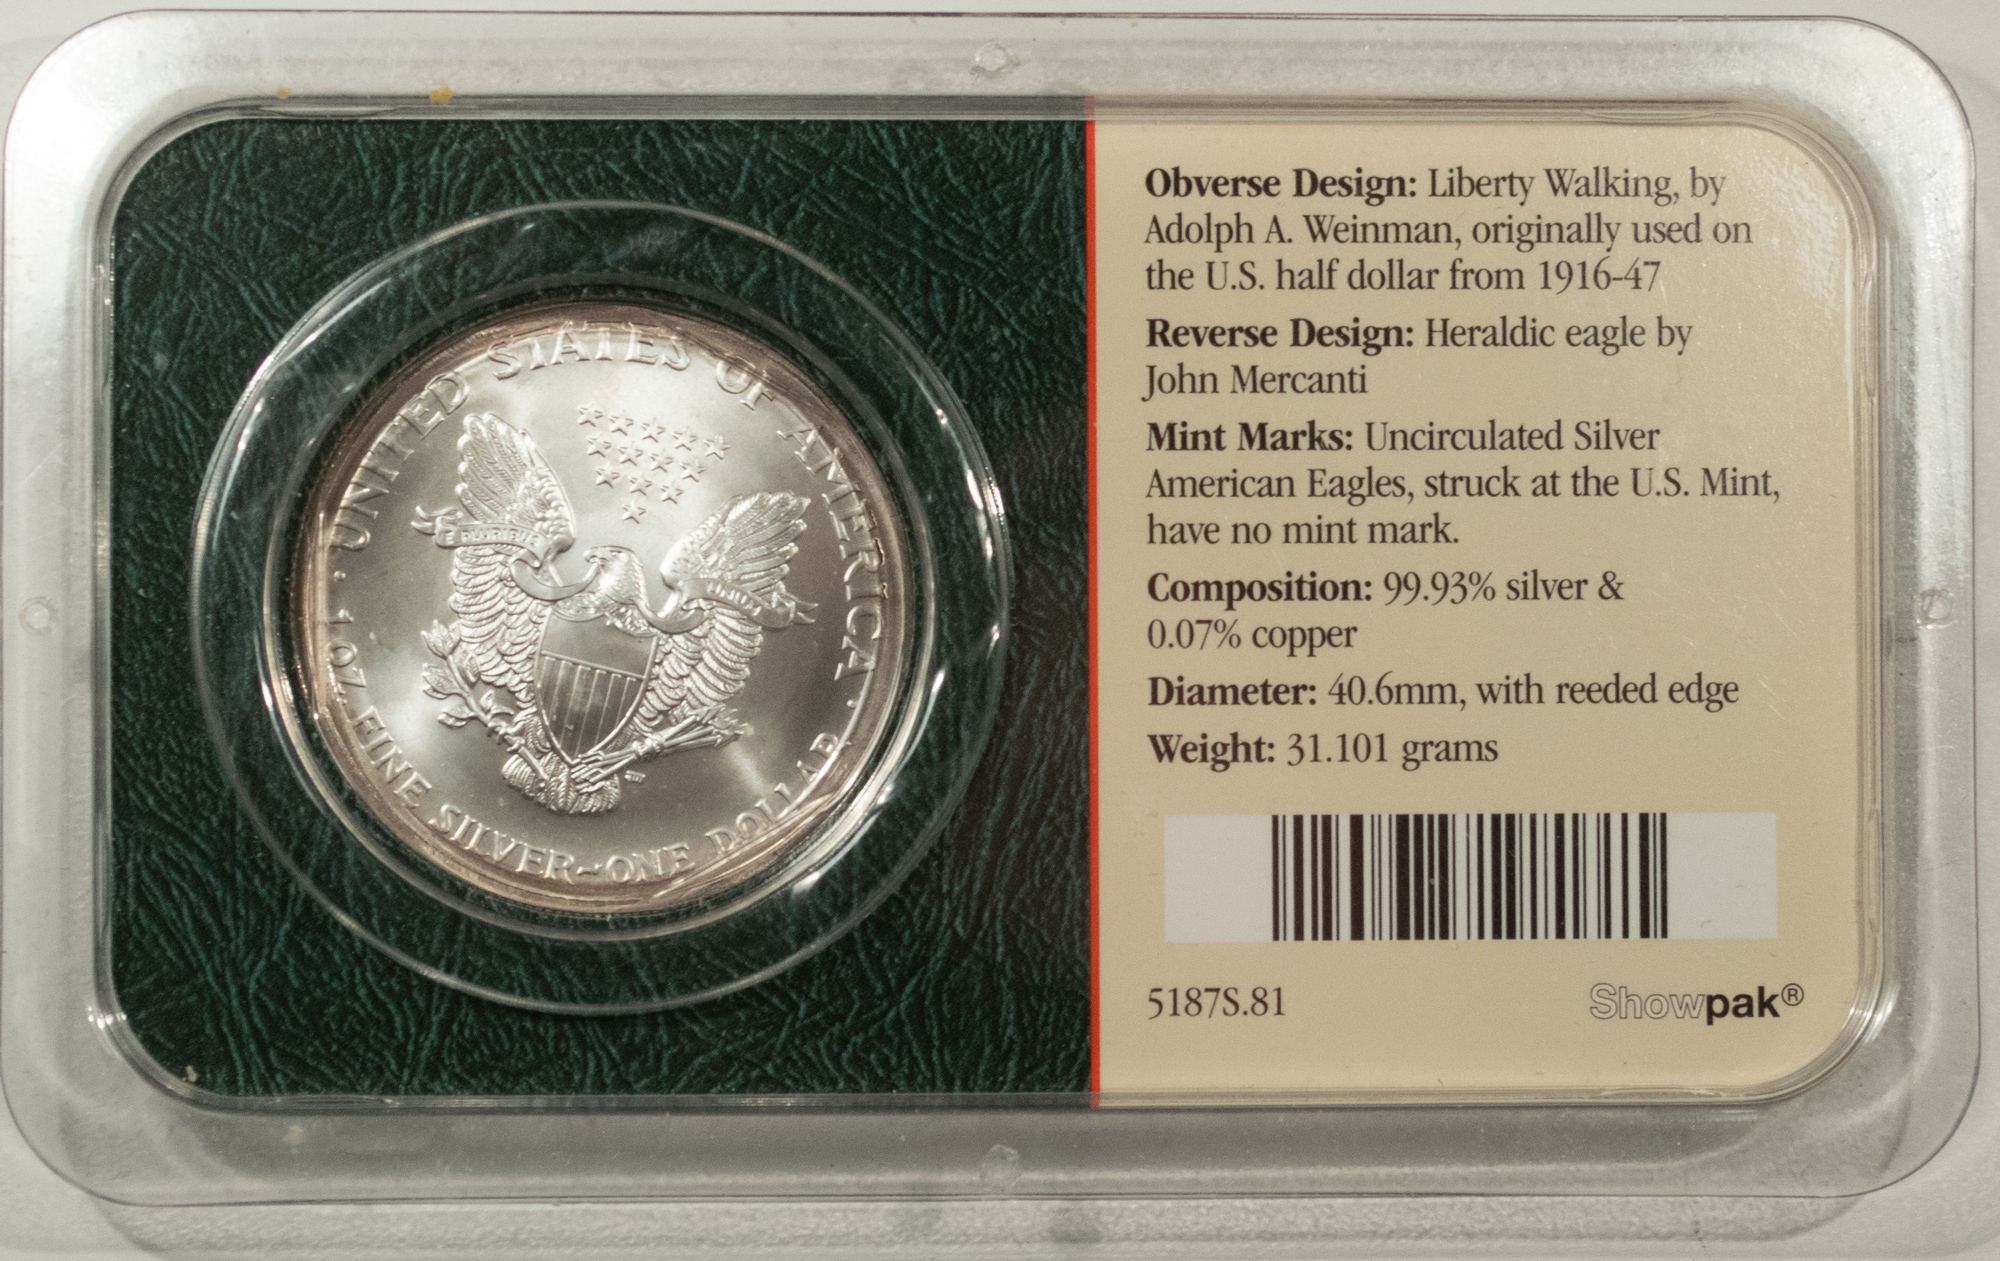 UNITED STATES OF AMERICA
E PLURIBUS
1 OZ. FINE SILVER~ONE DOLLAR
Obverse Design: Liberty Walking, by
Adolph A. Weinman, originally used on
the U.S. half dollar from 1916-47
Reverse Design: Heraldic eagle by
John Mercanti
Mint Marks: Uncirculated Silver
American Eagles, struck at the U.S. Mint,
have no mint mark.
Composition: 99.93% silver &
0.07% copper
Diameter: 40.6mm, with reeded edge
Weight: 31.101 grams
5187S.81
Showpak®